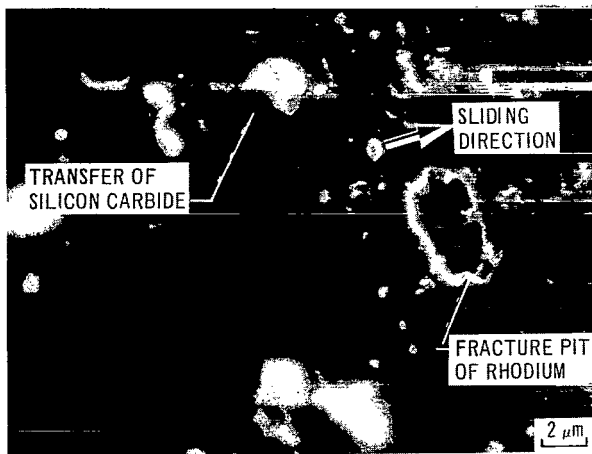 SLIDING
DIRECTION
TRANSFER OF
SILICON CARBIDE
FRACTURE PIT
OF RHODIUM
2 μm